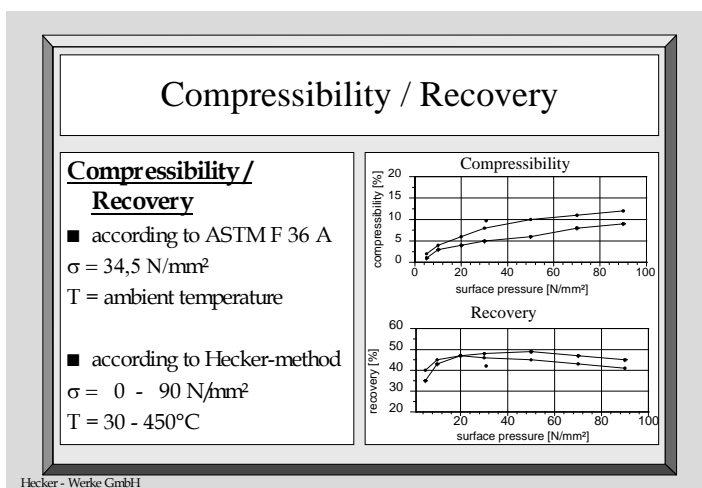 Compressibility / Recovery
Compressibility /
Recovery
■ according to ASTM F 36 A
σ = 34,5 N/mm²
T = ambient temperature
■ according to Hecker-method
σ = 0 - 90 N/mm²
T = 30 - 450°C
Compressibility
compressibility [%]
20
15
10
5
0
0 20 40 60 80 100
surface pressure [N/mm²]
Recovery
recovery [%]
60
50
40
30
20
20 40 60 80 100
surface pressure [N/mm²]
Hecker - Werke GmbH